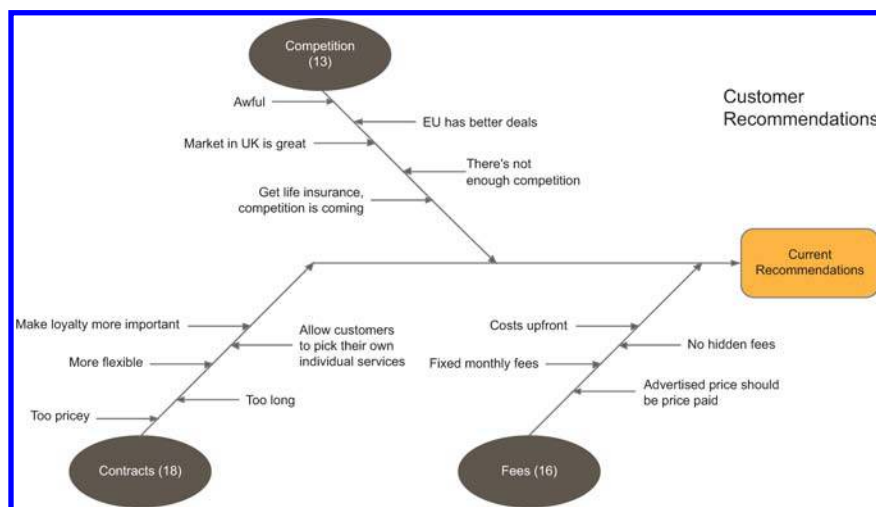 Competition
(13)
Customer
Recommendations
Awful
EU has better deals
Market in UK is great
There's not
enough competition
Get life insurance,
competition is coming
Current
Recommendations
Make loyalty more important
Allow customers
to pick their own
individual services
More flexible
Too long
Too pricey
Contracts (18)
Costs upfront
No hidden fees
Fixed monthly fees
Advertised price should
be price paid
Fees (16)